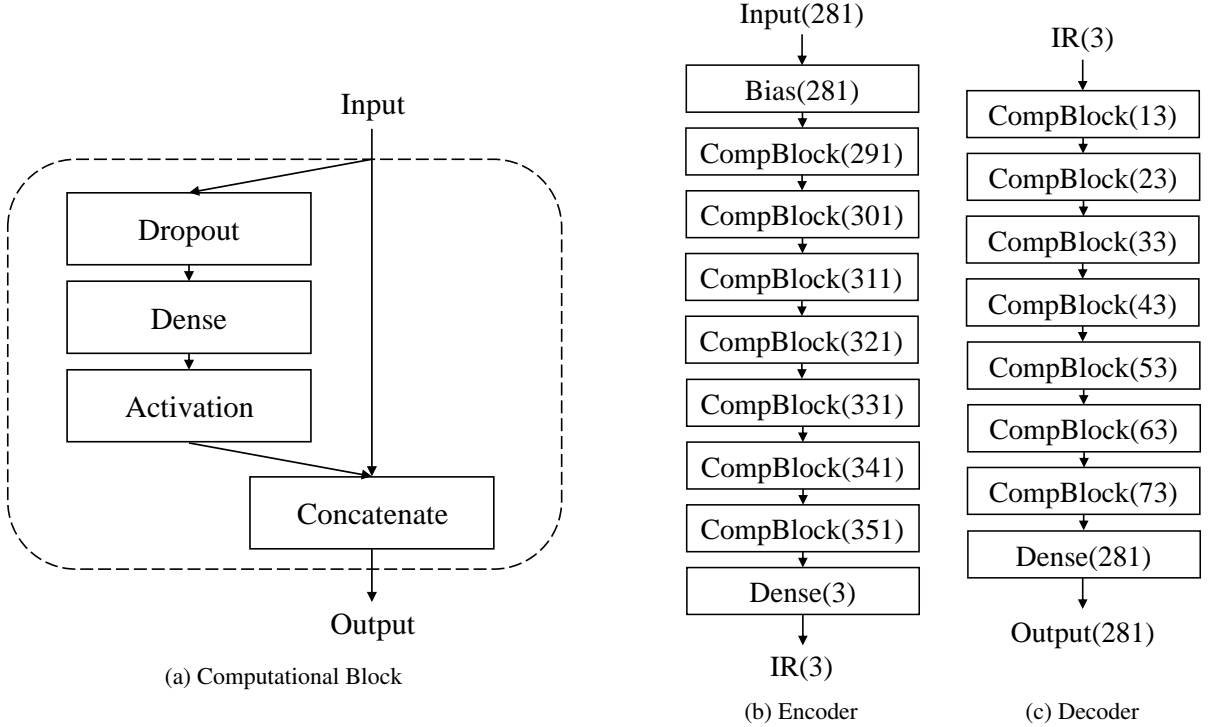 Input
Dropout
Dense
Activation
Concatenate
Output
(a) Computational Block
Input(281)
Bias(281)
CompBlock(291)
CompBlock(301)
CompBlock(311)
CompBlock(321)
CompBlock(331)
CompBlock(341)
CompBlock(351)
Dense(3)
IR(3)
(b) Encoder
IR(3)
CompBlock(13)
CompBlock(23)
CompBlock(33)
CompBlock(43)
CompBlock(53)
CompBlock(63)
CompBlock(73)
Dense(281)
Output(281)
(c) Decoder